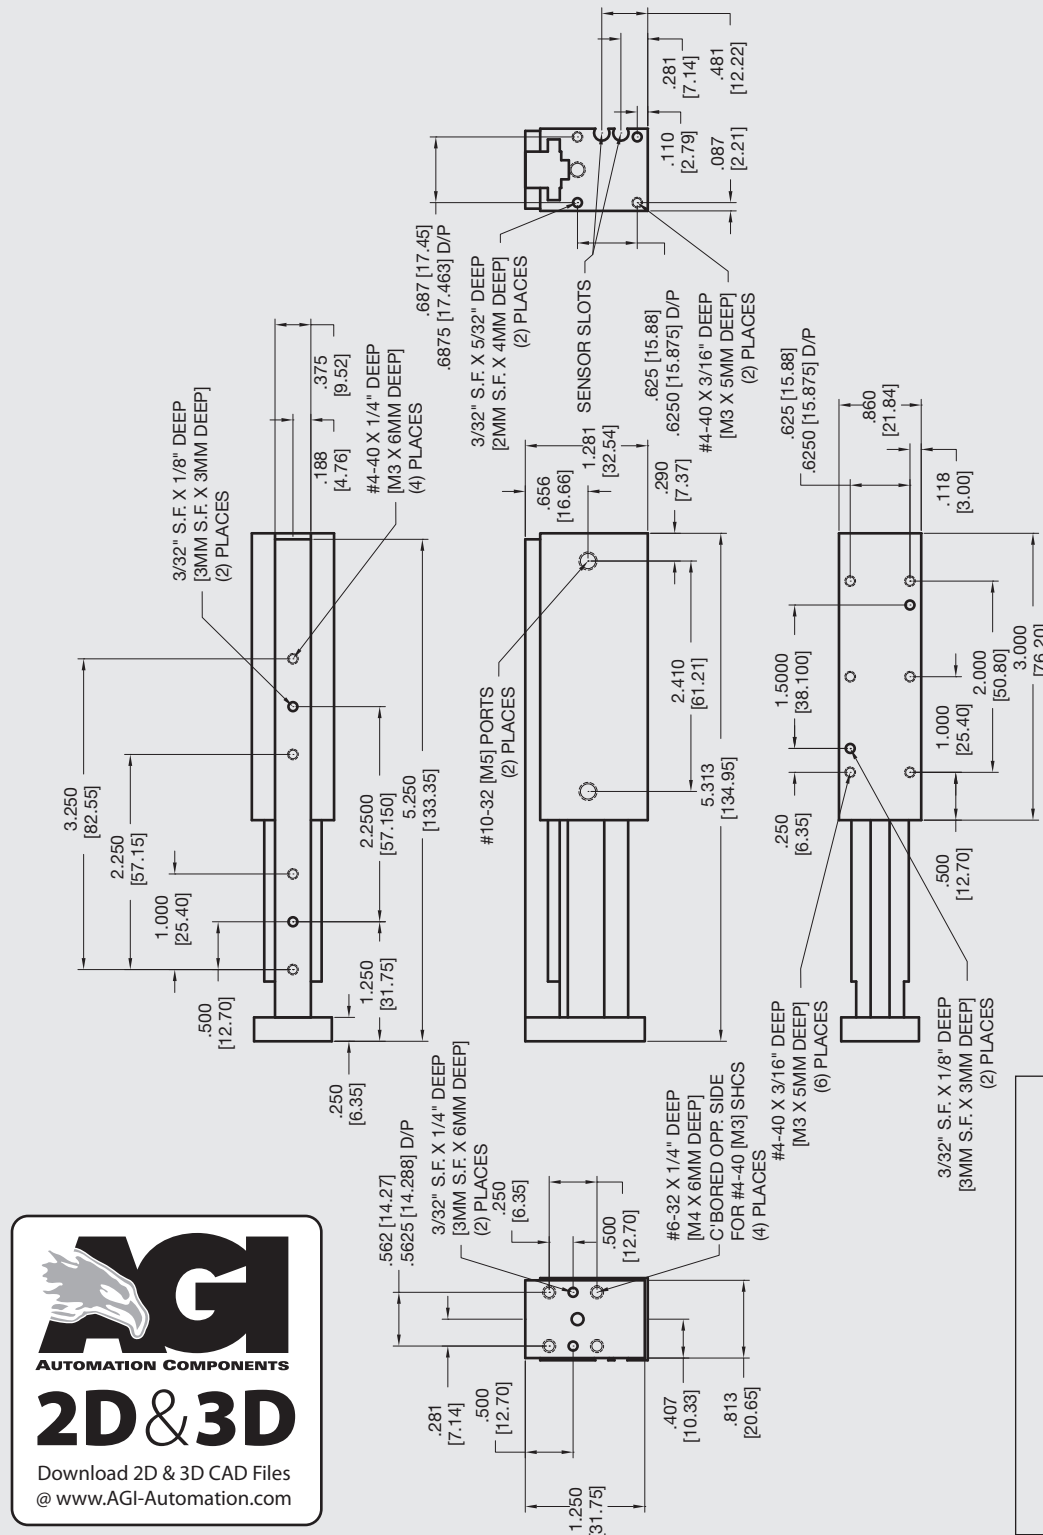 .481
[12.22]
.281
[7.14]
.110
[2.79]
.087
[2.21]
.687 [17.45]
.6875 [17.463] D/P
3/32" S.F. X 5/32" DEEP
[2MM S.F. X 4MM DEEP]
(2) PLACES
SENSOR SLOTS
.625 [15.88]
.6250 [15.875] D/P
#4-40 X 3/16" DEEP
[M3 X 5MM DEEP]
(2) PLACES
3/32" S.F. X 1/8" DEEP
[3MM S.F. X 3MM DEEP]
(2) PLACES
.375
[9.52]
.188
[4.76]
#4-40 X 1/4" DEEP
[M3 X 6MM DEEP]
(4) PLACES
3.250
[82.55]
2.250
[57.15]
1.000
[25.40]
.500
[12.70]
2.2500
[57.150]
5.250
[133.35]
1.250
[31.75]
.250
[6.35]
1.281
[32.54]
.656
[16.66]
.290
[7.37]
#10-32 [M5] PORTS
(2) PLACES
2.410
[61.21]
5.313
[134.95]
.625 [15.88]
.6250 [15.875] D/P
.860
[21.84]
.118
[3.00]
1.5000
[38.100]
.250
[6.35]
1.000
[25.40]
2.000
[50.80]
3.000
[76.20]
.500
[12.70]
#4-40 X 3/16" DEEP
[M3 X 5MM DEEP]
(6) PLACES
3/32" S.F. X 1/8" DEEP
[3MM S.F. X 3MM DEEP]
(2) PLACES
.562 [14.27]
.5625 [14.288] D/P
3/32" S.F. X 1/4" DEEP
[3MM S.F. X 6MM DEEP]
(2) PLACES
.250
[6.35]
.500
[12.70]
#6-32 X 1/4" DEEP
[M4 X 6MM DEEP]
C'BORED OPP. SIDE
FOR #4-40 [M3] SHCS
(4) PLACES
.281
[7.14]
.500
[12.70]
.407
[10.33]
.813
[20.65]
1.250
[31.75]
AGI
AUTOMATION COMPONENTS
2D&3D
Download 2D & 3D CAD Files
@ www.AGI-Automation.com